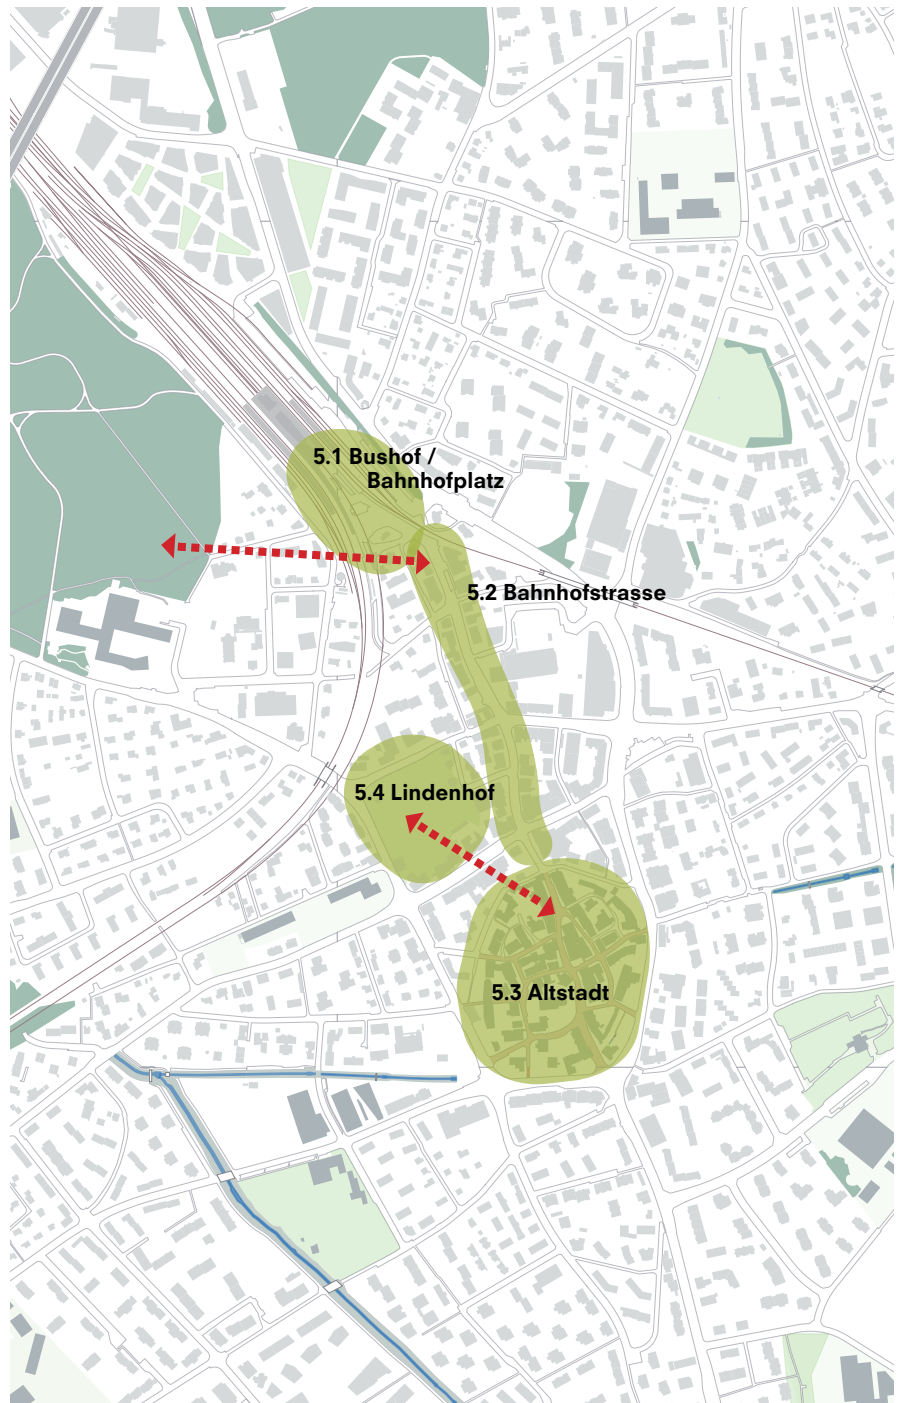 5.1 Bushof /
Bahnhofplatz
5.2 Bahnhofstrasse
5.4 Lindenhof
5.3 Altstadt